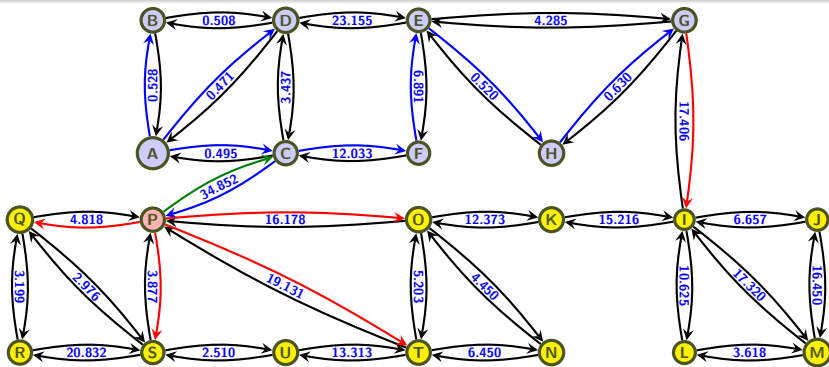 B 0.508 D 23.155 E 4.285 G
0.528 0.471 3.437 6.891 0.520 0.630 17.406
A 0.495 C 12.033 F H
34.852
Q 4.818 P 16.178 O 12.373 K 15.216 I 6.657 J
3.199 2.976 3.877 19.131 5.203 4.450 10.625 17.320 16.450
R 20.832 S 2.510 U 13.313 T 6.450 N L 3.618 M